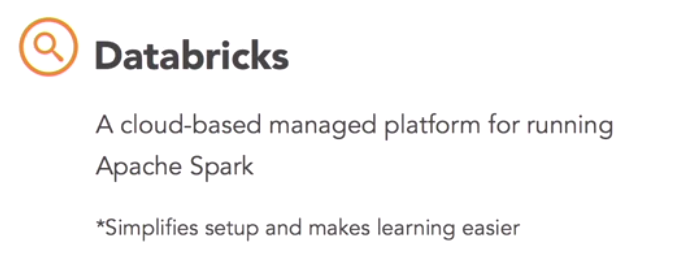 Databricks
A cloud-based managed platform for running
Apache Spark
*Simplifies setup and makes learning easier